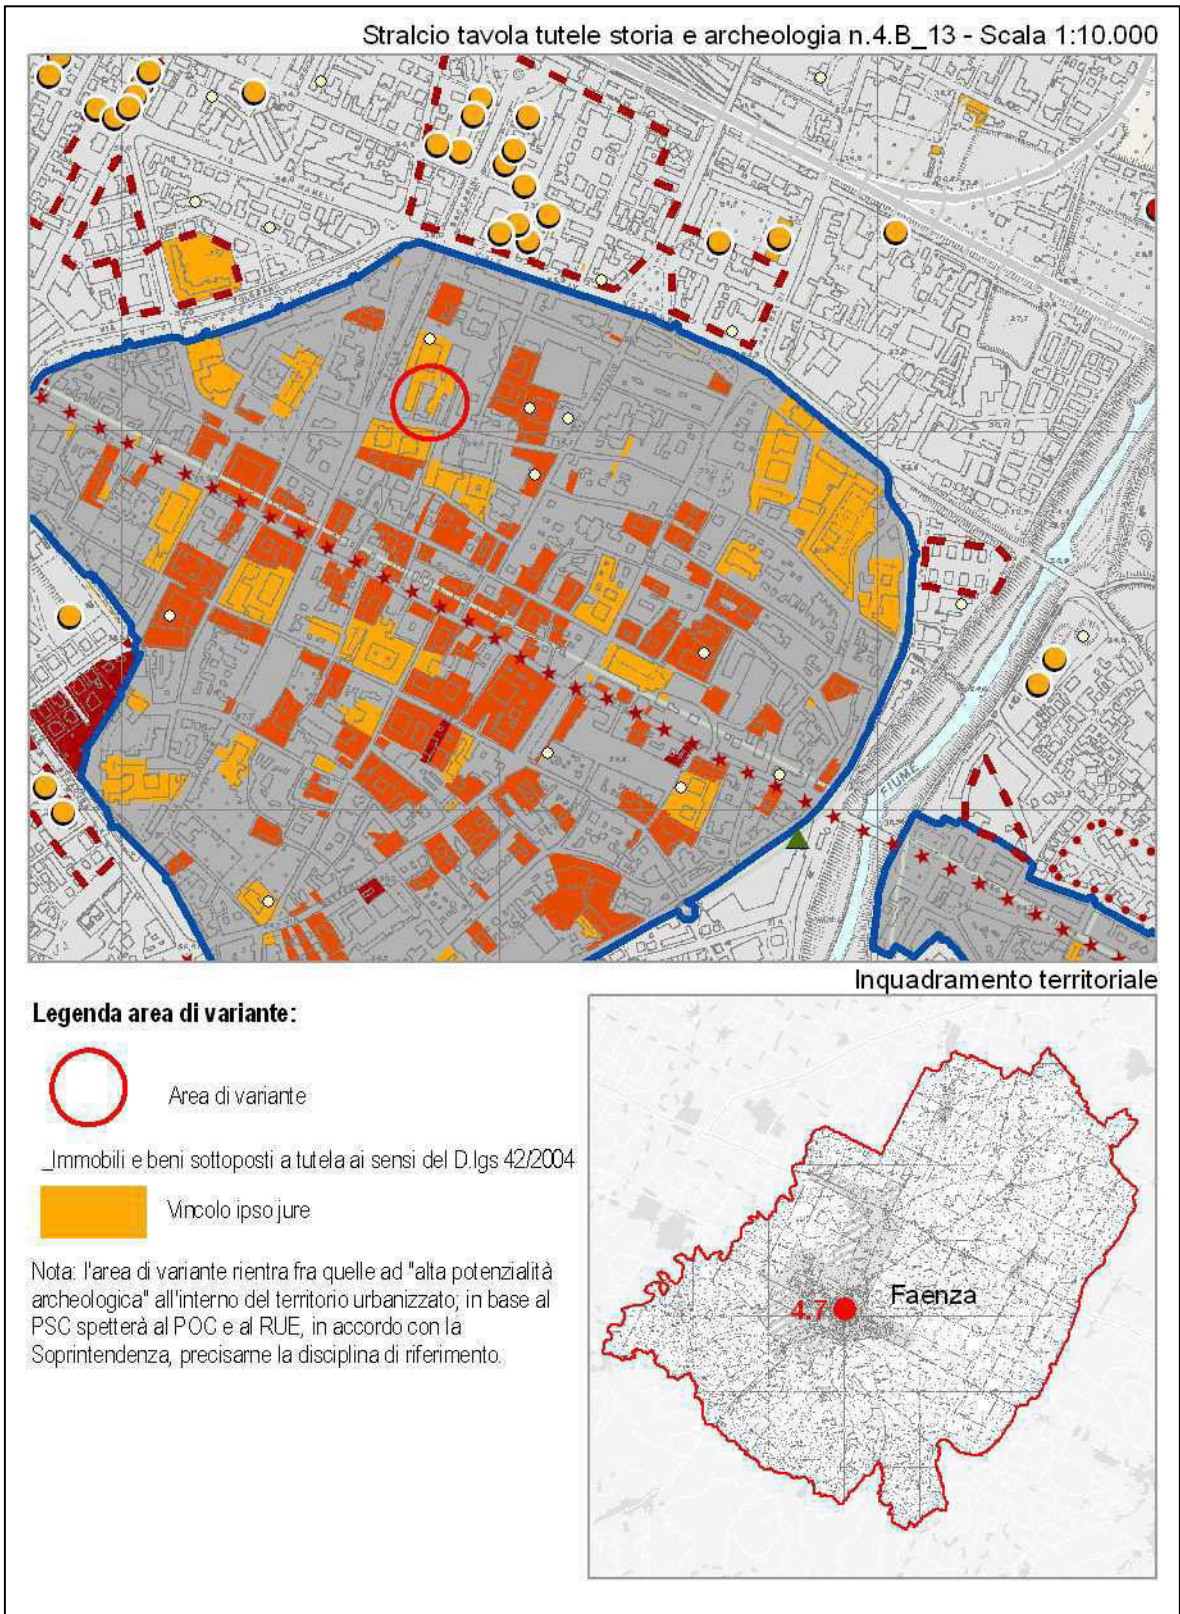 Stralcio tavola tutele storia e archeologia n.4.B_13 - Scala 1:10.000
FIUME
Inquadramento territoriale
Legenda area di variante:
Area di variante
_Immobili e beni sottoposti a tutela ai sensi del D.lgs 42/2004
Vincolo ipso jure
Nota: l'area di variante rientra fra quelle ad "alta potenzialità
archeologica" all'interno del territorio urbanizzato; in base al
PSC spetterà al POC e al RUE, in accordo con la
Soprintendenza, precisarne la disciplina di riferimento.
Faenza
4.7